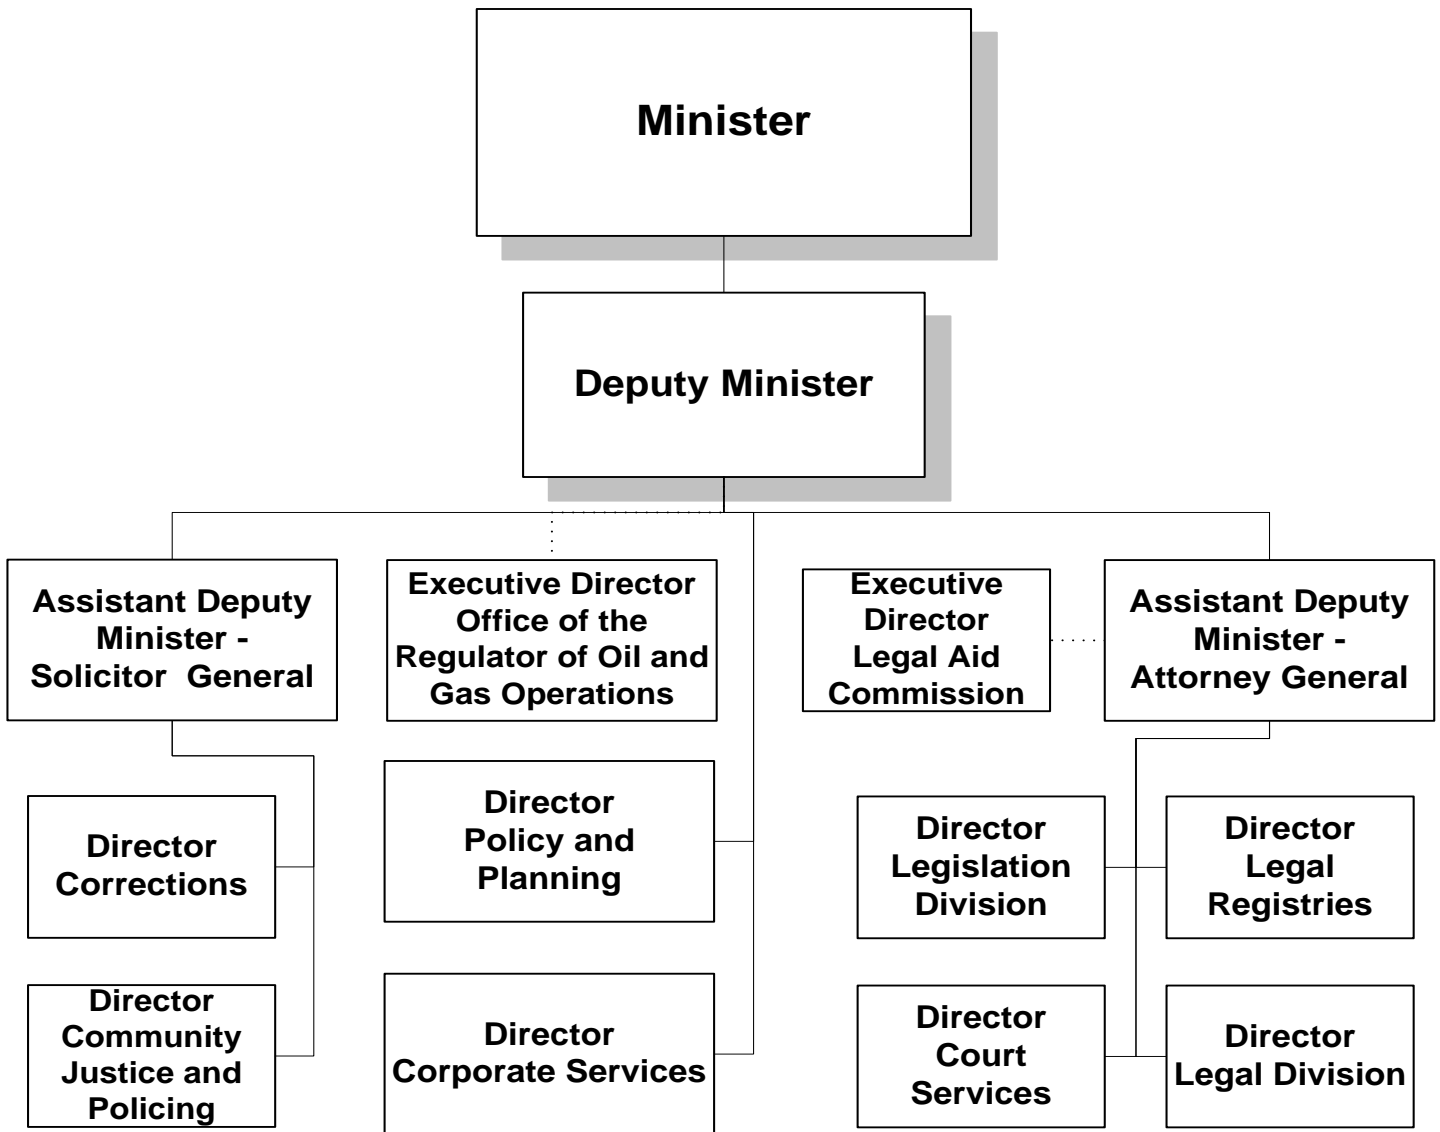 Minister
Deputy Minister
Assistant Deputy
Minister -
Solicitor General
Executive Director
Office of the
Regulator of Oil and
Gas Operations
Executive
Director
Legal Aid
Commission
Assistant Deputy
Minister -
Attorney General
Director
Corrections
Director
Policy and
Planning
Director
Legislation
Division
Director
Legal
Registries
Director
Community
Justice and
Policing
Director
Corporate Services
Director
Court
Services
Director
Legal Division